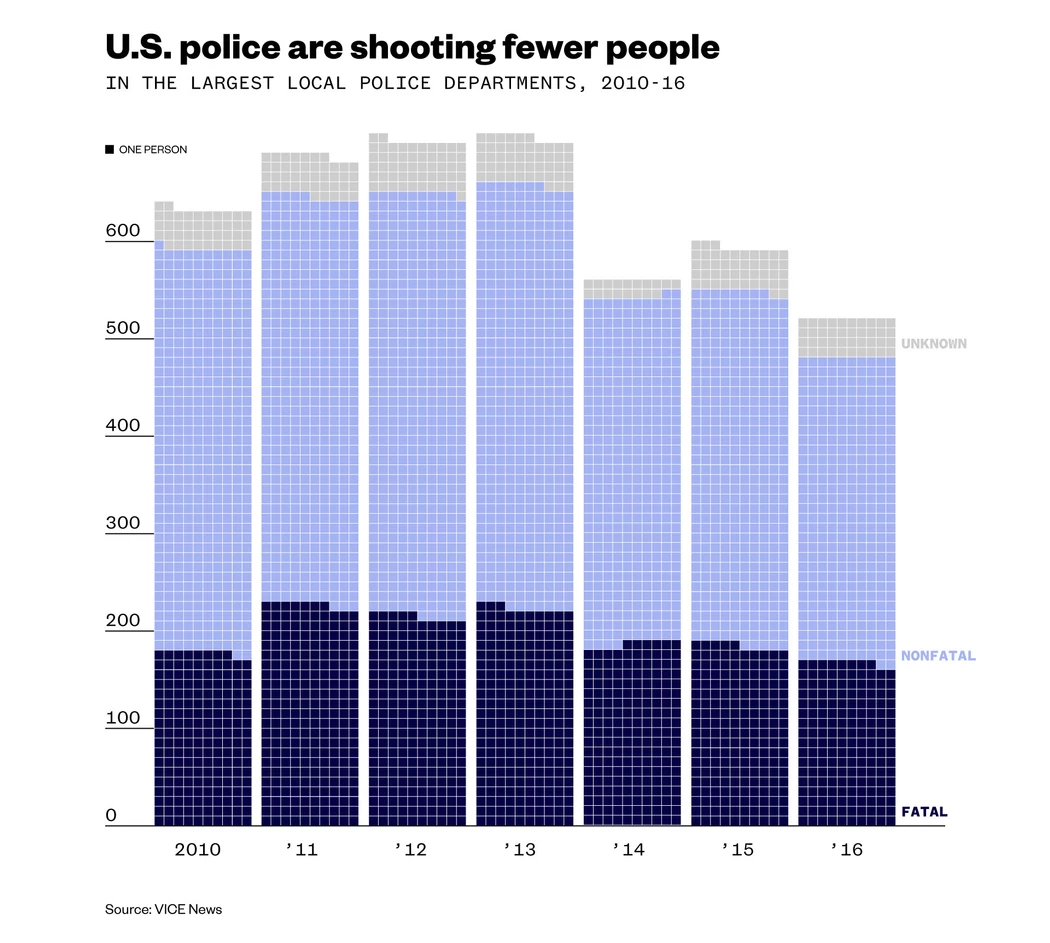 U.S. police are shooting fewer people
IN THE LARGEST LOCAL POLICE DEPARTMENTS, 2010-16
ONE PERSON
600
500
UNKNOWN
400
300
200
NONFATAL
100
0
FATAL
2010 ’11 ’12 ’13 ’14 ’15 ’16
Source: VICE News